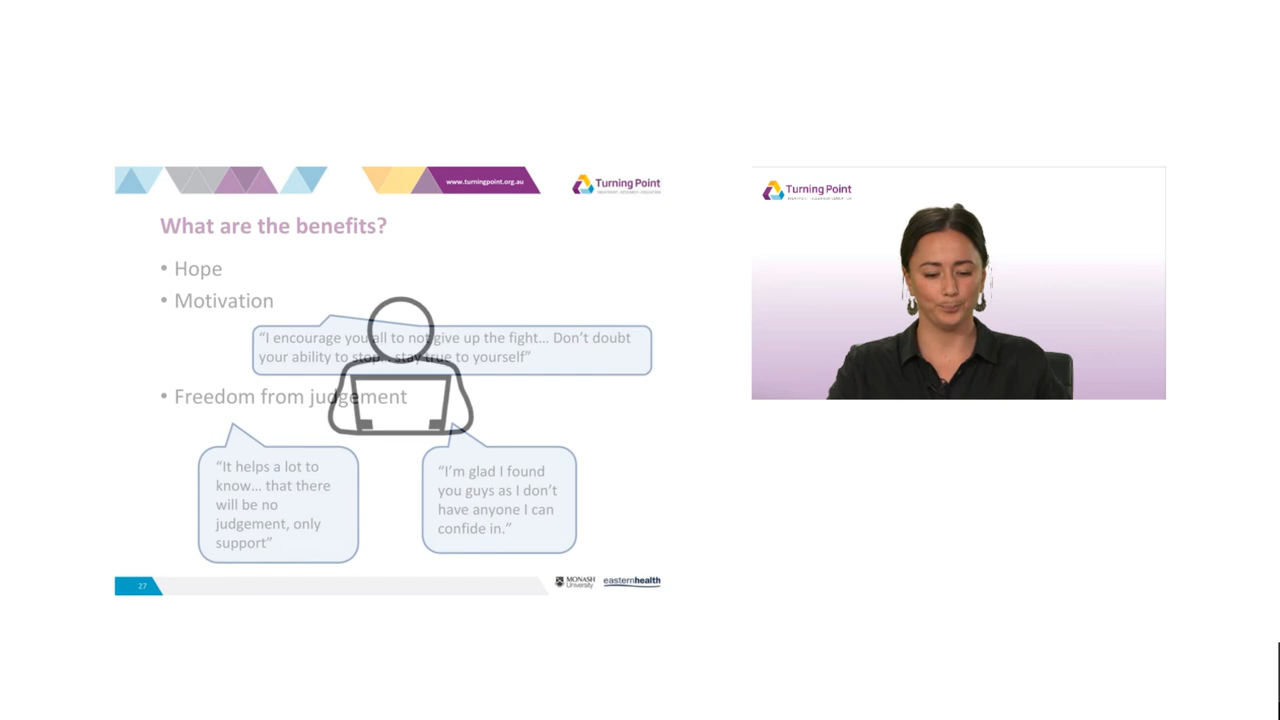 www.turningpoint.org.au
Turning Point
TREATMENT • RESEARCH • EDUCATION
What are the benefits?
• Hope
• Motivation
“I encourage you all to not give up the fight… Don’t doubt
your ability to stop… stay true to yourself”
• Freedom from judgement
“It helps a lot to
know… that there
will be no
judgement, only
support”
“I’m glad I found
you guys as I don’t
have anyone I can
confide in.”
27
MONASH
University
easternhealth
Turning Point